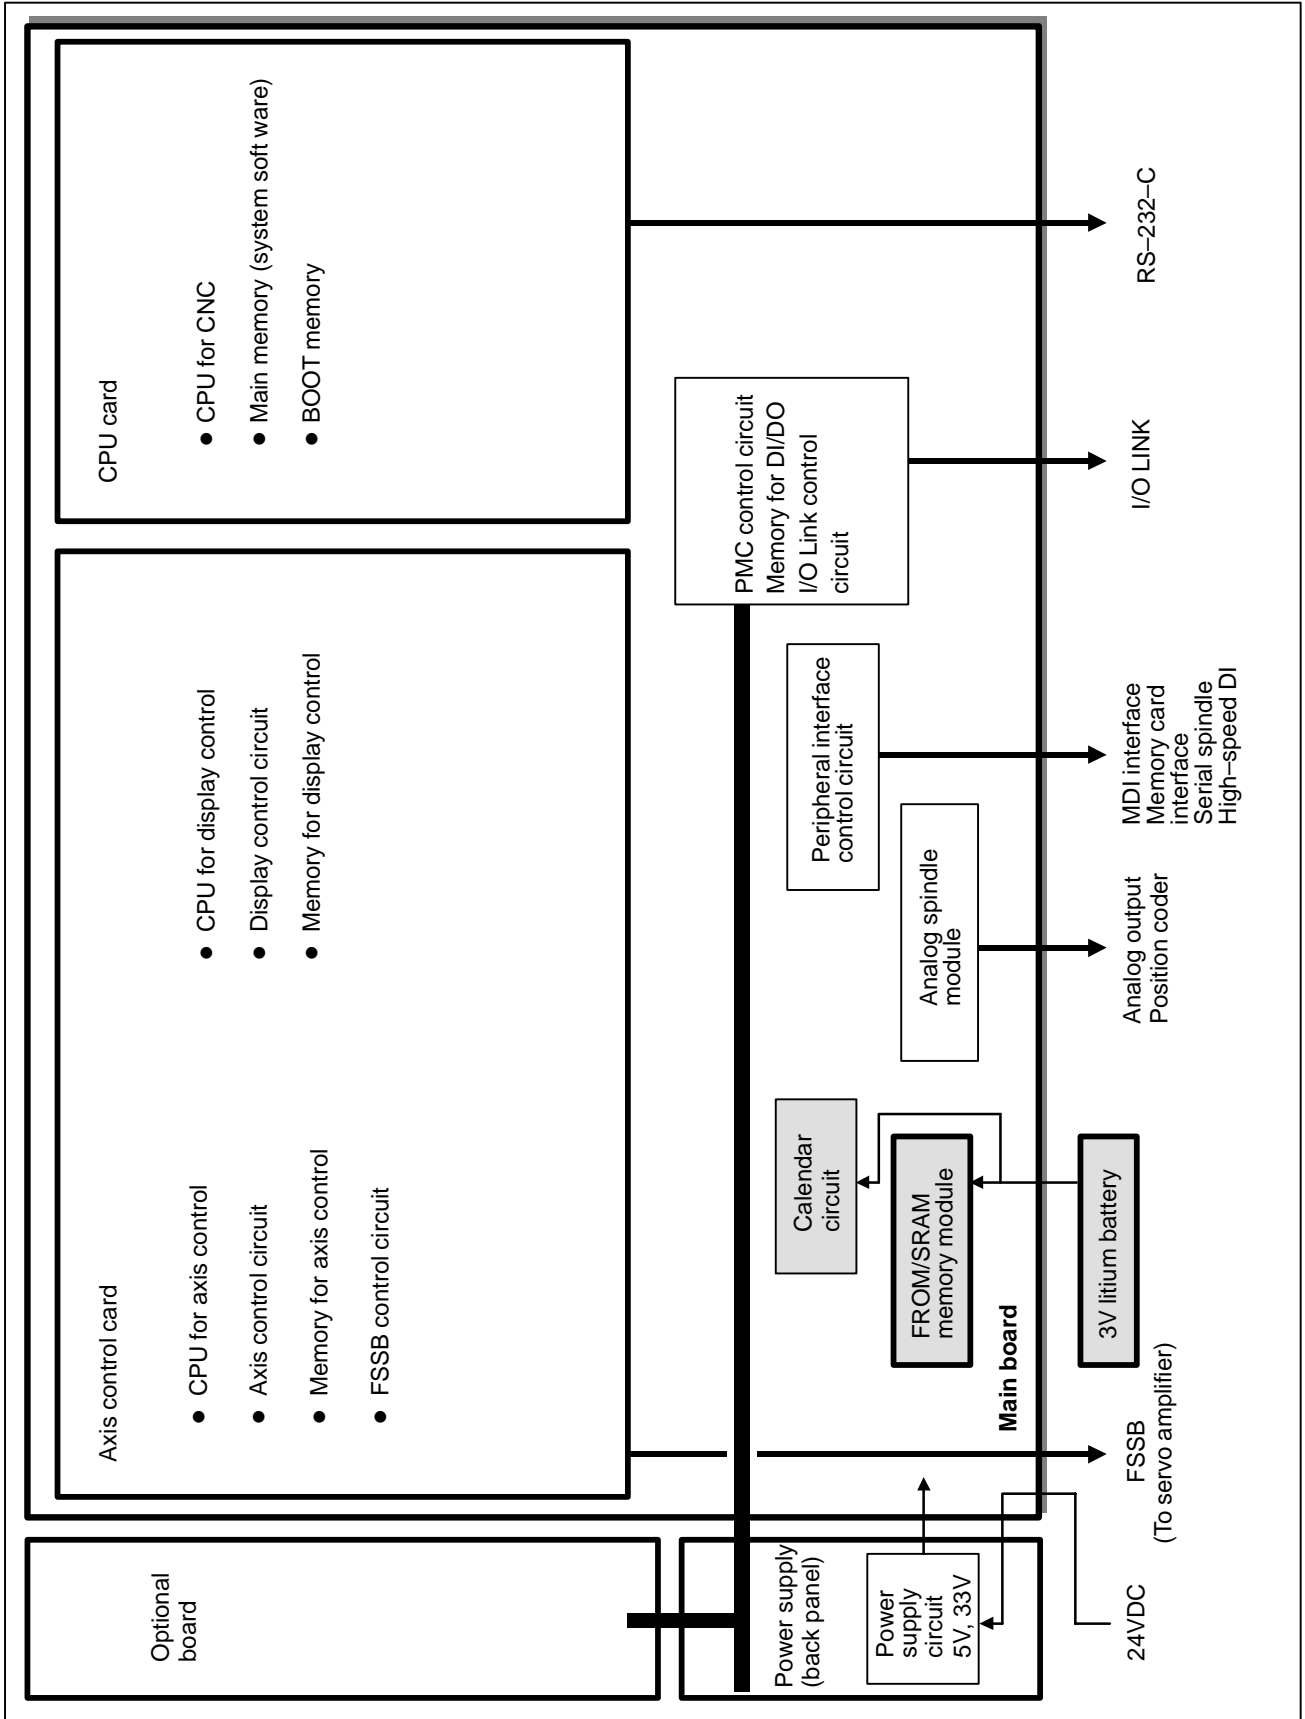 Optional
board
Axis control card
● CPU for axis control
● Axis control circuit
● Memory for axis control
● FSSB control circuit
● CPU for display control
● Display control circuit
● Memory for display control
CPU card
● CPU for CNC
● Main memory (system soft ware)
● BOOT memory
Power supply
(back panel)
Power
supply
circuit
5V, 33V
Calendar
circuit
FROM/SRAM
memory module
Analog spindle
module
Peripheral interface
control circuit
PMC control circuit
Memory for DI/DO
I/O Link control
circuit
Main board
3V litium battery
24VDC
FSSB
(To servo amplifier)
Analog output
Position coder
MDI interface
Memory card
interface
Serial spindle
High–speed DI
I/O LINK
RS–232–C